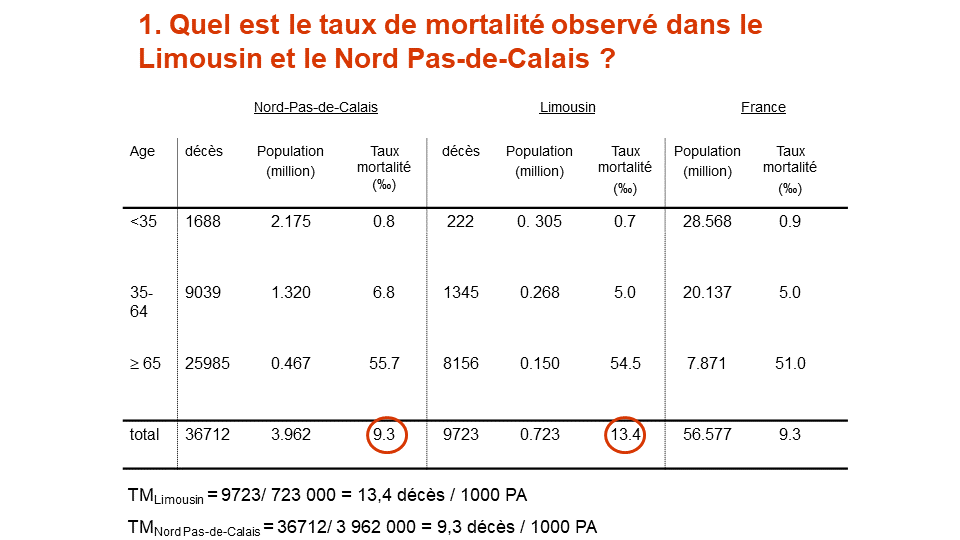 1. Quel est le taux de mortalité observé dans le
Limousin et le Nord Pas-de-Calais ?
Nord-Pas-de-Calais Limousin France
Age décès Population (million) Taux mortalité (‰) décès Population (million) Taux mortalité (‰) Population (million) Taux mortalité (‰)
<35 1688 2.175 0.8 222 0. 305 0.7 28.568 0.9
35-64 9039 1.320 6.8 1345 0.268 5.0 20.137 5.0
≥ 65 25985 0.467 55.7 8156 0.150 54.5 7.871 51.0
total 36712 3.962 9.3 9723 0.723 13.4 56.577 9.3
TMLimousin = 9723/ 723 000 = 13,4 décès / 1000 PA
TMNord Pas-de-Calais = 36712/ 3 962 000 = 9,3 décès / 1000 PA